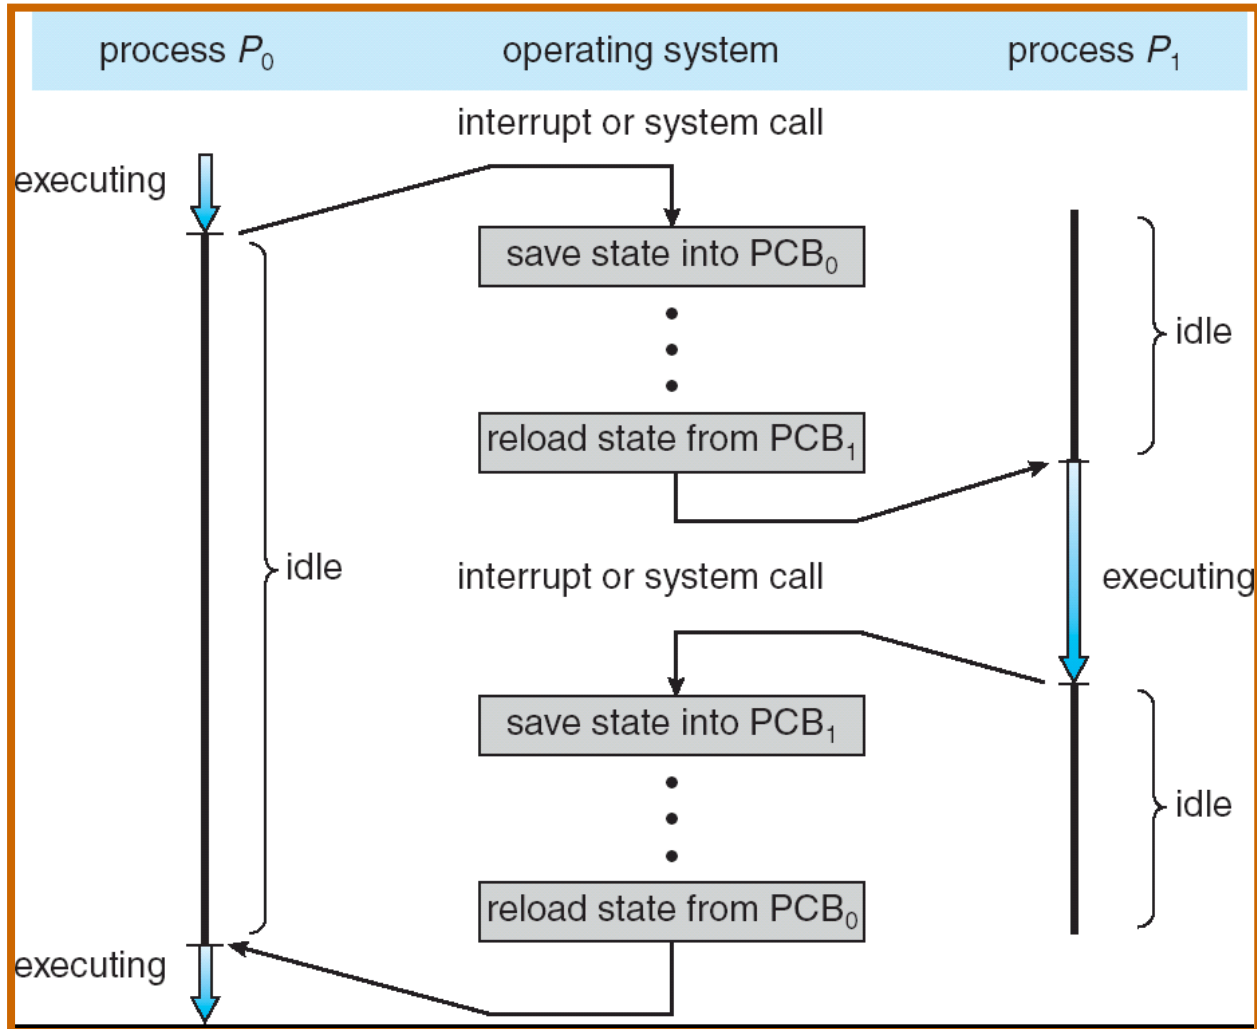 process P₀ operating system process P₁
interrupt or system call
executing
save state into PCB₀
idle
reload state from PCB₁
idle
interrupt or system call
executing
save state into PCB₁
idle
reload state from PCB₀
executing